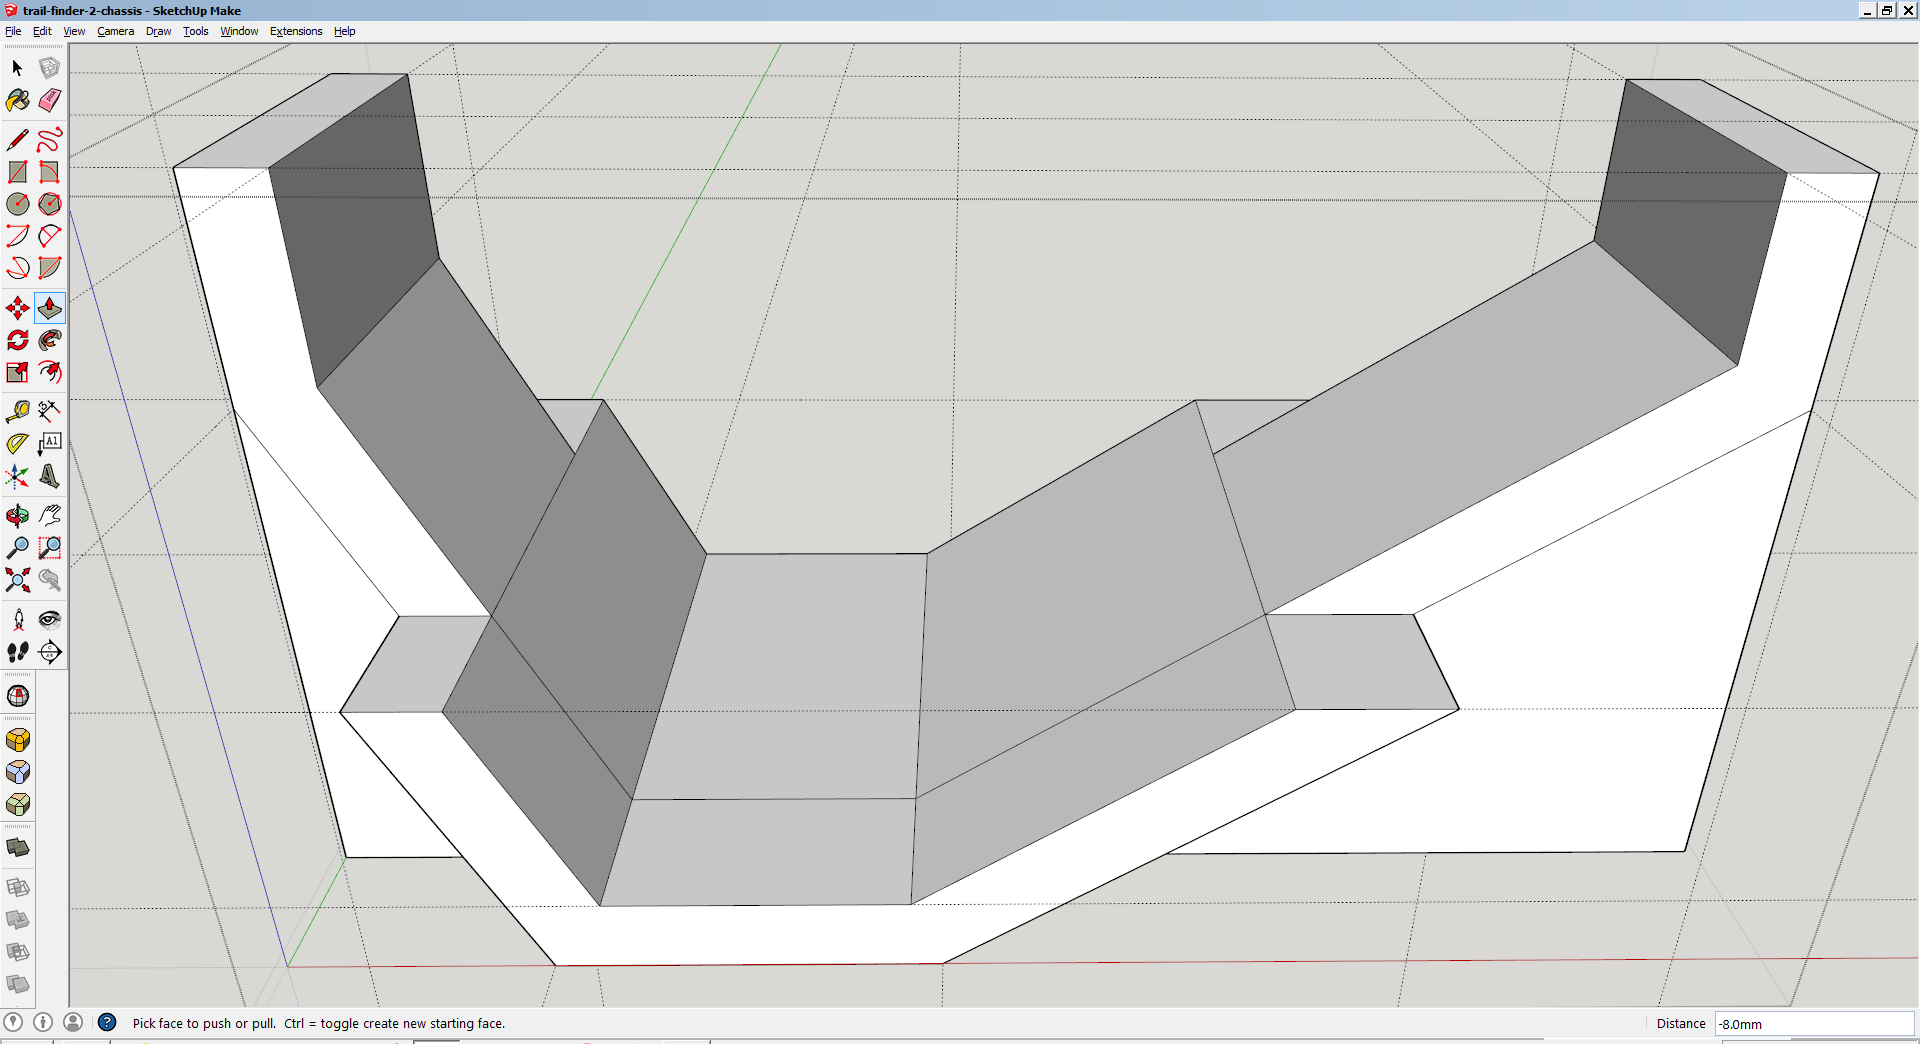 trail-finder-2-chassis - SketchUp Make
File Edit View Camera Draw Tools Window Extensions Help
A1
Pick face to push or pull. Ctrl = toggle create new starting face.
Distance -8.0mm